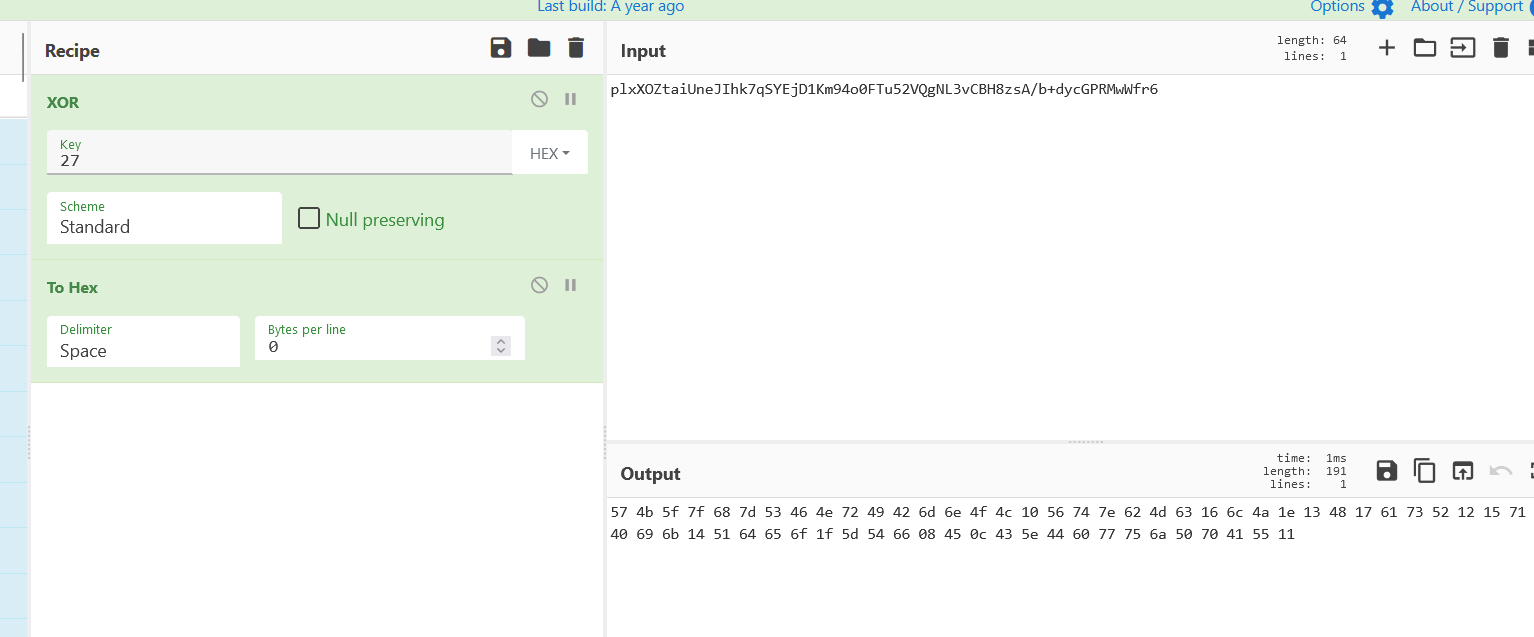 Last build: A year ago
Options
About / Support
Recipe
XOR
Key
27
HEX
Scheme
Standard
Null preserving
To Hex
Delimiter
Space
Bytes per line
0
Input
length: 64
lines: 1
plxXOZtaiUneJIhk7qSYEjD1Km94o0FTu52VQgNL3vCBH8zsA/b+dycGPRMwWfr6
Output
time: 1ms
length: 191
lines: 1
57 4b 5f 7f 68 7d 53 46 4e 72 49 42 6d 6e 4f 4c 10 56 74 7e 62 4d 63 16 6c 4a 1e 13 48 17 61 73 52 12 15 71
40 69 6b 14 51 64 65 6f 1f 5d 54 66 08 45 0c 43 5e 44 60 77 75 6a 50 70 41 55 11